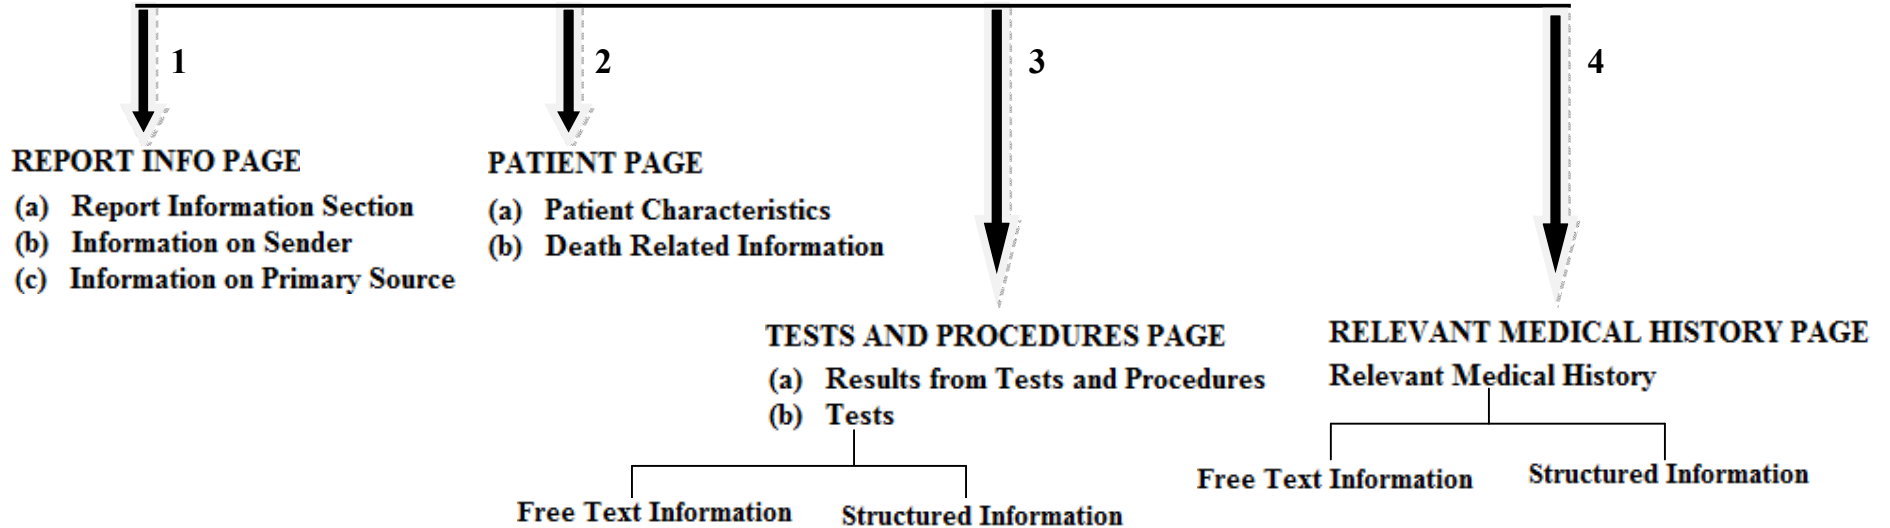 1
2
3
4
REPORT INFO PAGE
(a) Report Information Section
(b) Information on Sender
(c) Information on Primary Source
PATIENT PAGE
(a) Patient Characteristics
(b) Death Related Information
TESTS AND PROCEDURES PAGE
(a) Results from Tests and Procedures
(b) Tests
Free Text Information
Structured Information
RELEVANT MEDICAL HISTORY PAGE
Relevant Medical History
Free Text Information
Structured Information